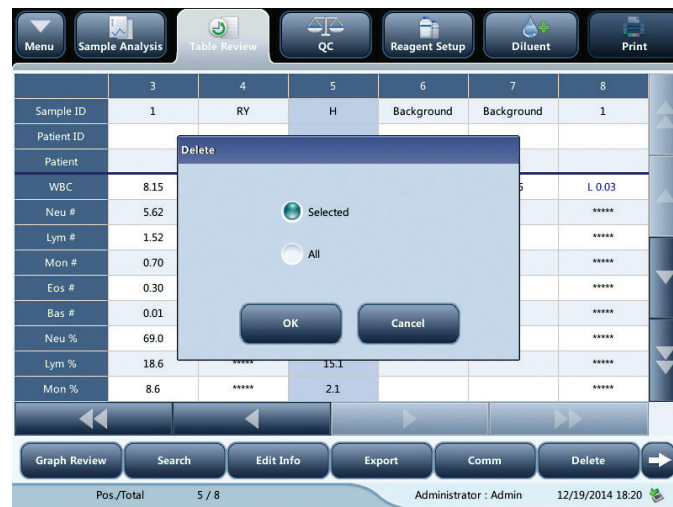 Menu Sample Analysis Table Review QC Reagent Setup Diluent Print
3 4 5 6 7 8
Sample ID 1 RY H Background Background 1
Patient ID
Patient
Delete
WBC 8.15 L 0.03
Neu # 5.62 *****
Selected
Lym # 1.52 *****
Mon # 0.70 *****
All
Eos # 0.30 *****
Bas # 0.01 *****
OK Cancel
Neu % 69.0 *****
Lym % 18.6 ***** 15.1 *****
Mon % 8.6 ***** 2.1 *****
Graph Review Search Edit Info Export Comm Delete
Pos./Total 5 / 8 Administrator : Admin 12/19/2014 18:20